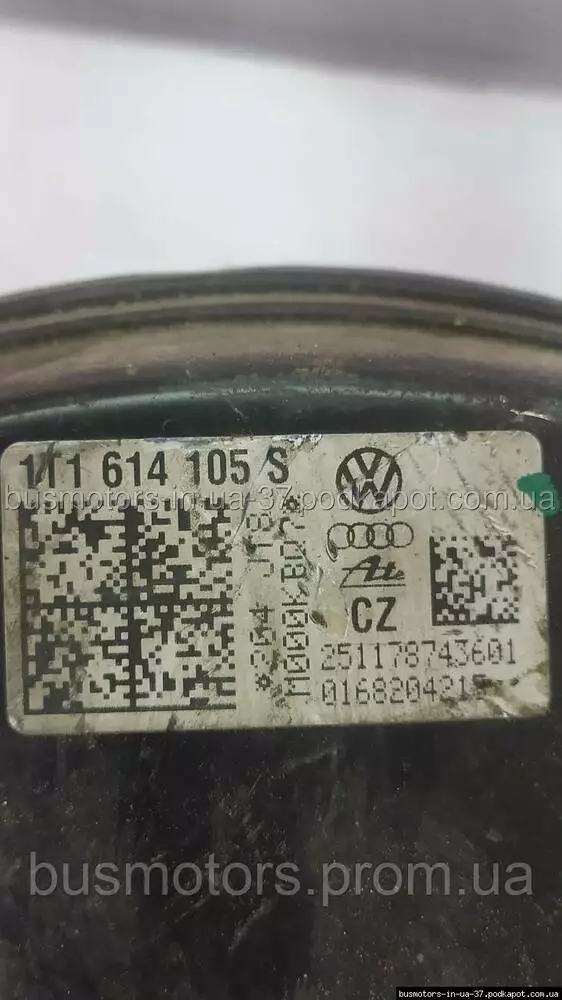 1T1 614 105 S
busmotors-in-ua-37.podkapot.com.ua
Ate
CZ
251178743601
busmotors.prom.ua
busmotors-in-ua-37.podkapot.com.ua